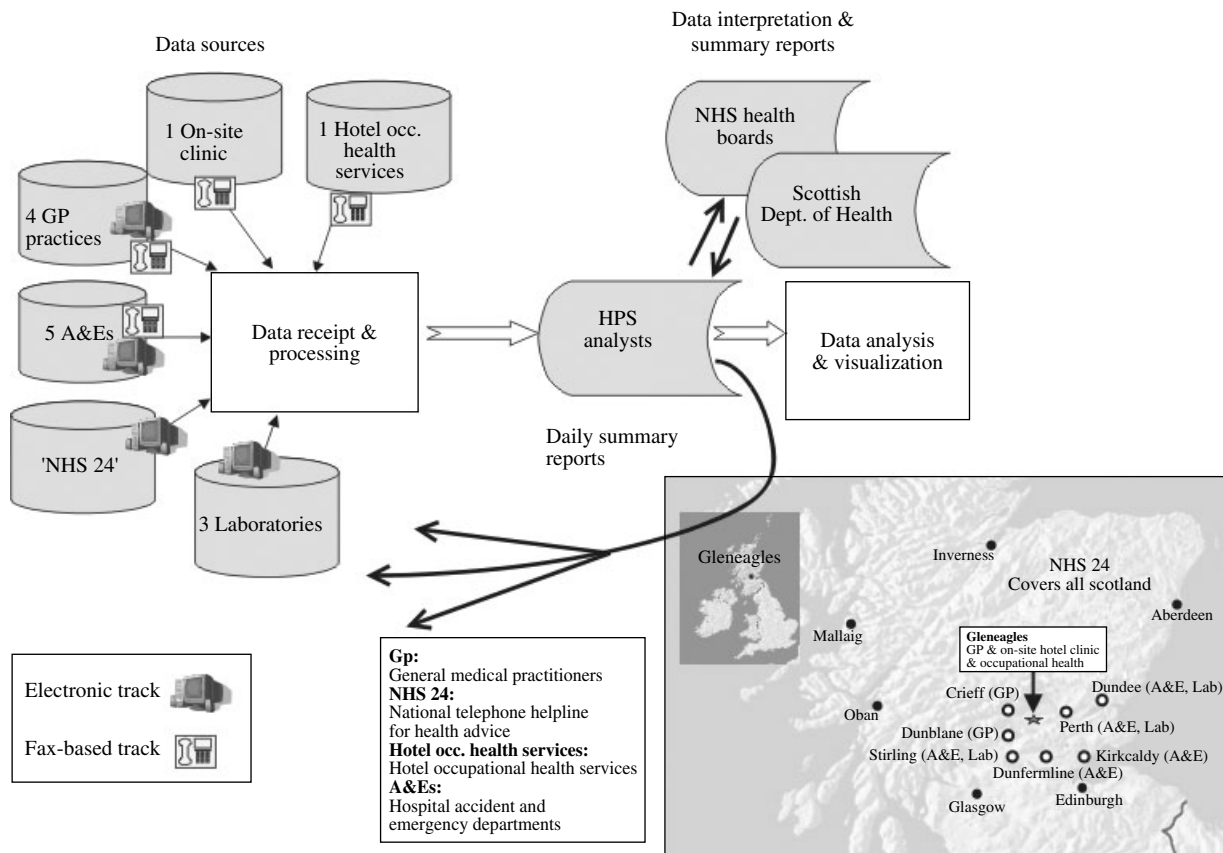 Data sources
Data interpretation &
summary reports
1 On-site
clinic
1 Hotel occ.
health
services
NHS health
boards
Scottish
Dept. of Health
4 GP
practices
5 A&Es
Data receipt &
processing
HPS
analysts
Data analysis
& visualization
'NHS 24'
3 Laboratories
Daily summary
reports
Electronic track
Fax-based track
Gp:
General medical practitioners
NHS 24:
National telephone helpline
for health advice
Hotel occ. health services:
Hotel occupational health services
A&Es:
Hospital accident and
emergency departments
Gleneagles
Inverness
NHS 24
Covers all scotland
Aberdeen
Mallaig
Gleneagles
GP & on-site hotel clinic
& occupational health
Crieff (GP)
Dundee (A&E, Lab)
Oban
Perth (A&E, Lab)
Dunblane (GP)
Stirling (A&E, Lab)
Kirkcaldy (A&E)
Dunfermline (A&E)
Glasgow
Edinburgh